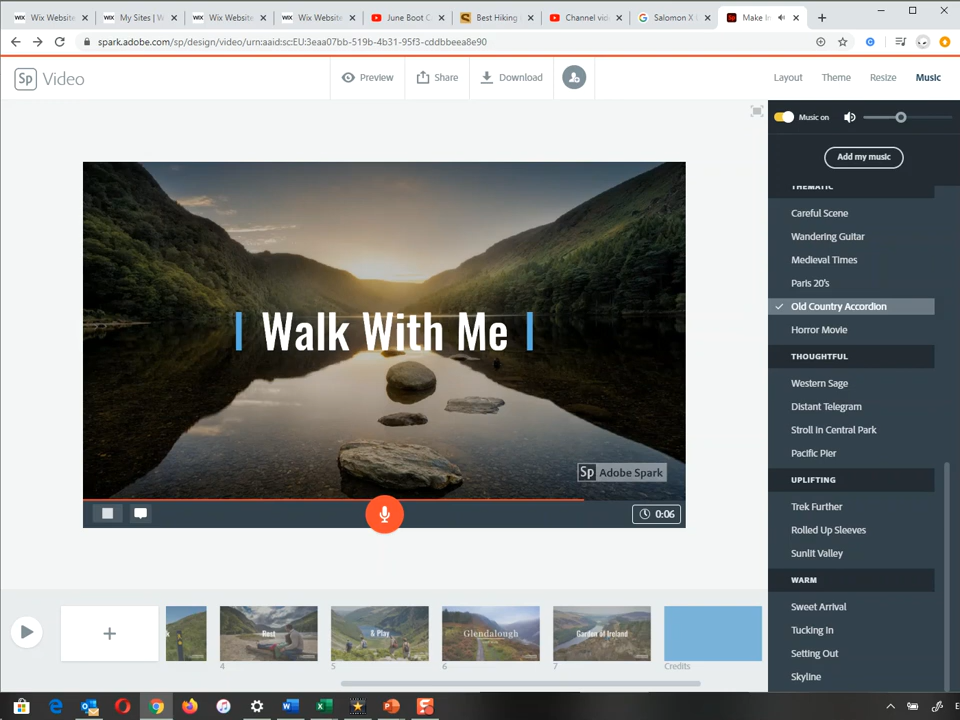 Wix Website
My Sites | W
Wix Website
Wix Website
June Boot C
Best Hiking
Channel vid
Salomon X
Make In
spark.adobe.com/sp/design/video/urn:aaid:sc:EU:3eaa07bb-519b-4b31-95f3-cddbbeea8e90
Sp Video
Preview
Share
Download
Layout
Theme
Resize
Music
Music on
Add my music
THEMATIC
Careful Scene
Wandering Guitar
Medieval Times
Paris 20's
Old Country Accordion
Horror Movie
THOUGHTFUL
Western Sage
Distant Telegram
Stroll In Central Park
Pacific Pier
UPLIFTING
Trek Further
Rolled Up Sleeves
Sunlit Valley
WARM
Sweet Arrival
Tucking In
Setting Out
Skyline
| Walk With Me |
Sp Adobe Spark
0:06
Rest
& Play
Glendalough
Garden of Ireland
4
5
6
7
Credits